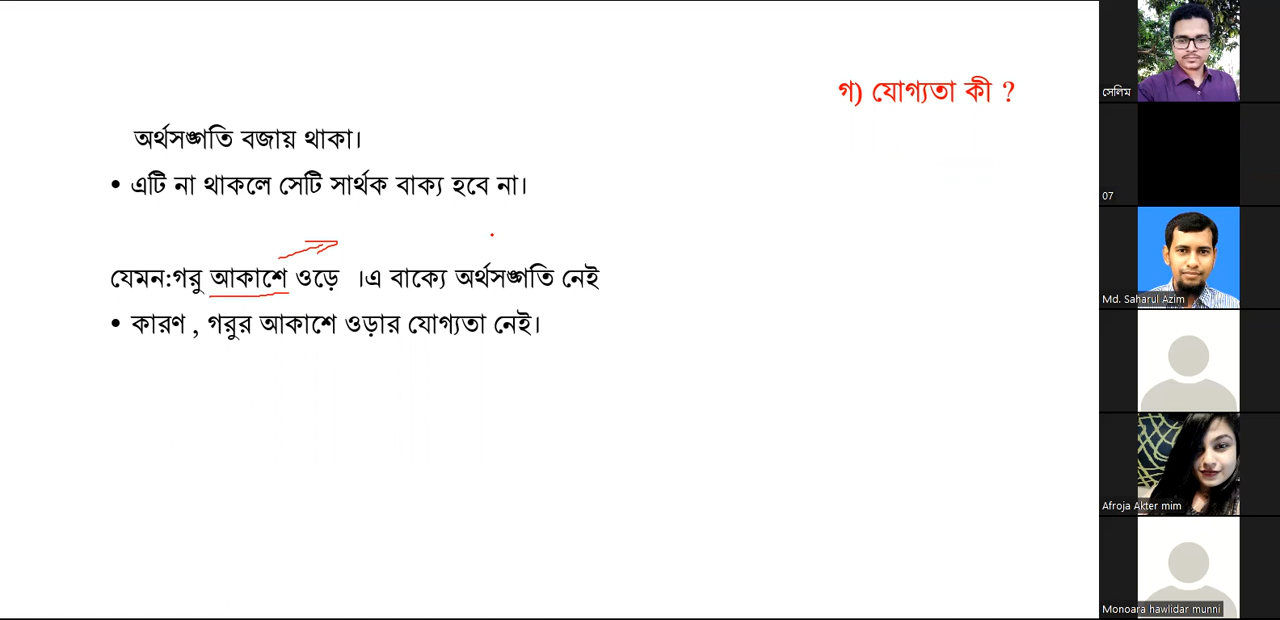 গ) যোগ্যতা কী ?
অর্থসঙ্গতি বজায় থাকা।
• এটি না থাকলে সেটি সার্থক বাক্য হবে না।
যেমন:গরু আকাশে ওড়ে ।এ বাক্যে অর্থসঙ্গতি নেই
• কারণ , গরুর আকাশে ওড়ার যোগ্যতা নেই।
সেলিম
07
Md. Saharul Azim
Afroja Akter mim
Monoara hawlidar munni